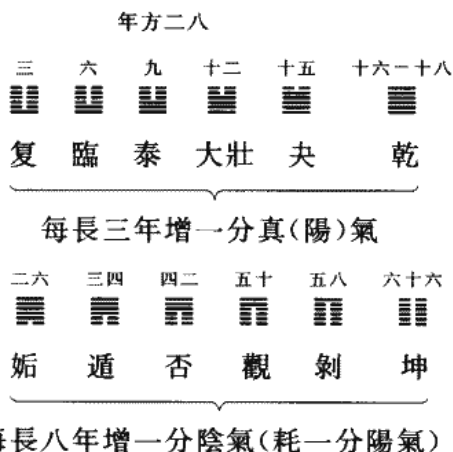 年方二八
三 六 九 十二 十五 十六－十八
复 臨 泰 大壯 夬 乾
每長三年增一分真(陽)氣
二六 三四 四二 五十 五八 六十六
姤 遁 否 觀 剝 坤
每長八年增一分陰氣(耗一分陽氣)